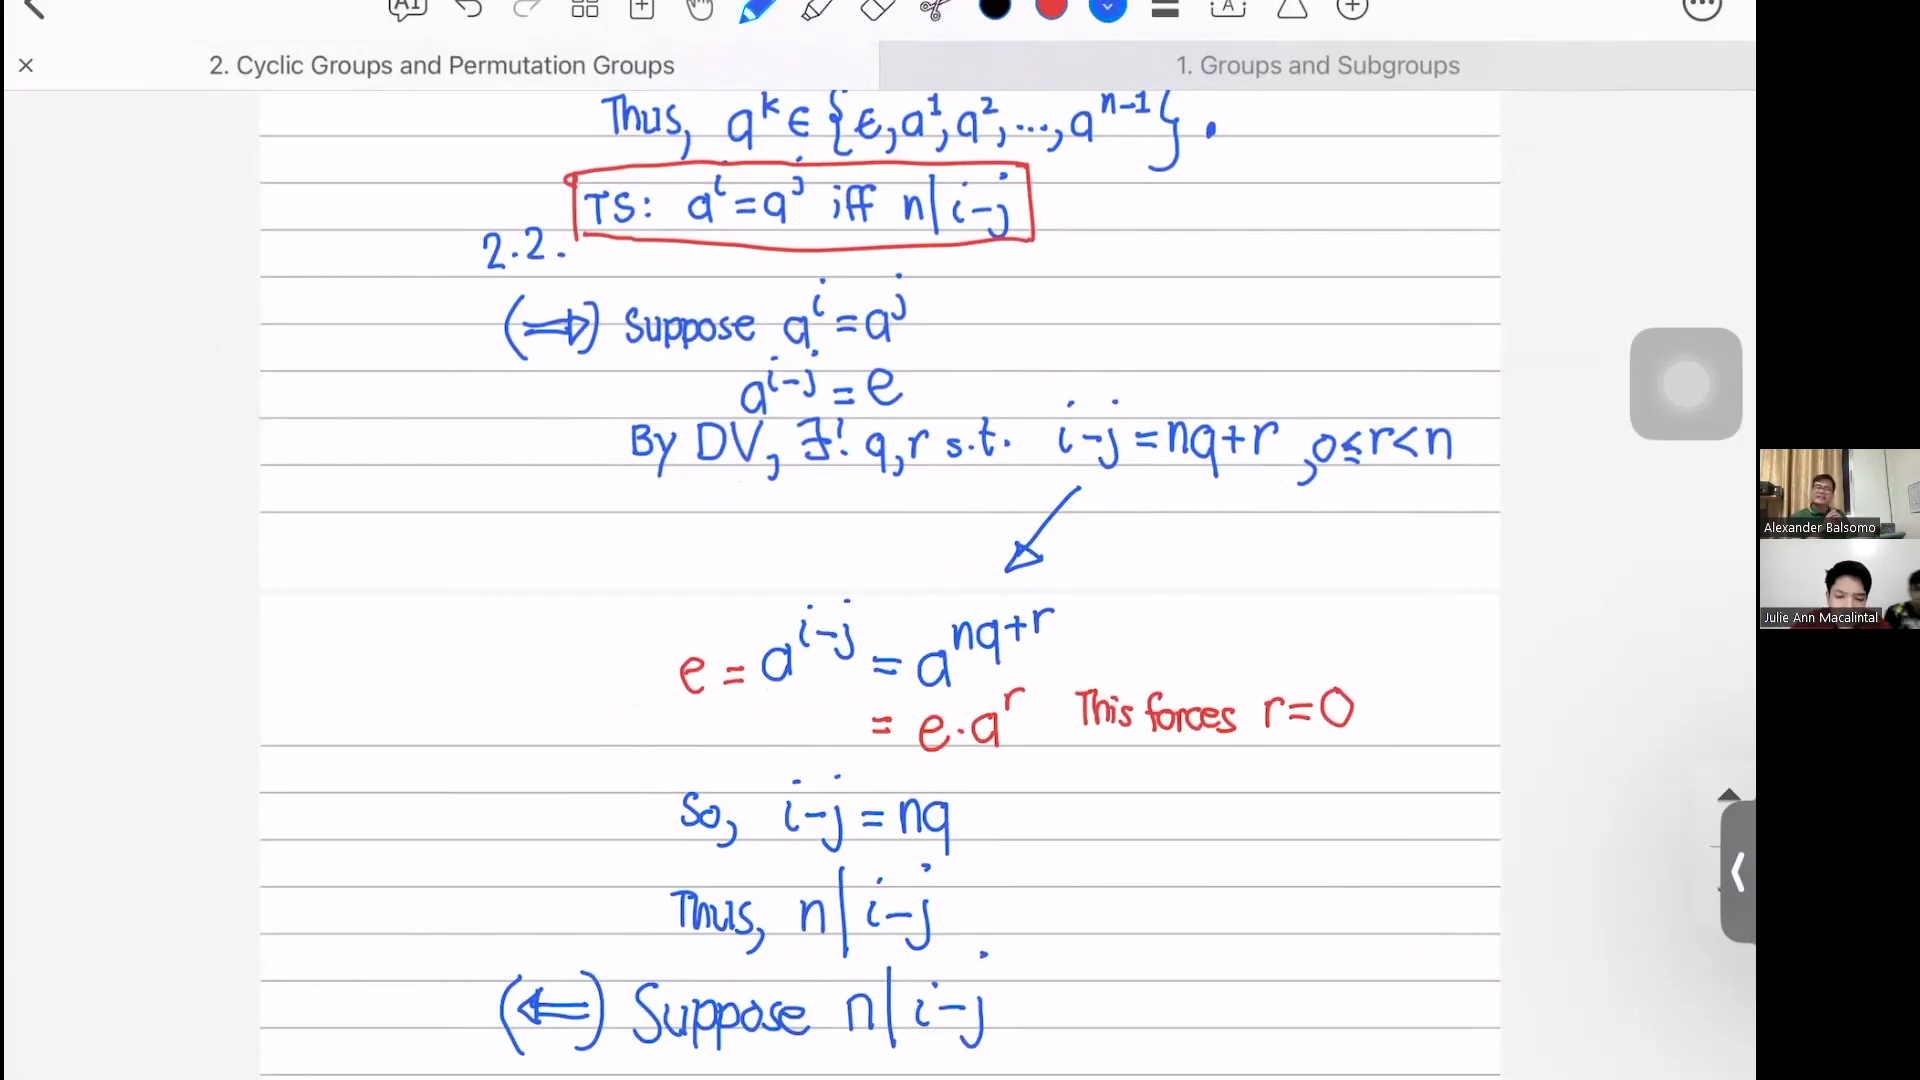 AI
A
2. Cyclic Groups and Permutation Groups
1. Groups and Subgroups
Thus, a^k ∈ {e, a^1, a^2, ..., a^{n-1}}.
TS: a^i = a^j iff n | i-j
2.2.
(⟹) Suppose a^i = a^j
a^{i-j} = e
By DV, ∃! q, r s.t. i-j = nq+r, 0≤r<n
e = a^{i-j} = a^{nq+r}
= e·a^r This forces r=0
So, i-j = nq
Thus, n | i-j
(⟸) Suppose n | i-j
Alexander Balsomo
Julie Ann Macalintal